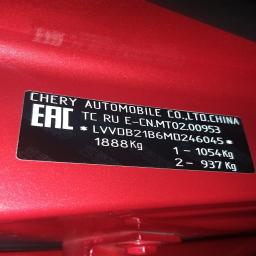 CHERY AUTOMOBILE CO.,LTD.CHINA
EAC TC RU E-CN.MT02.00953
* LVVDB21B6MD246045 *
1888Kg 1 - 1054Kg
2 - 937Kg